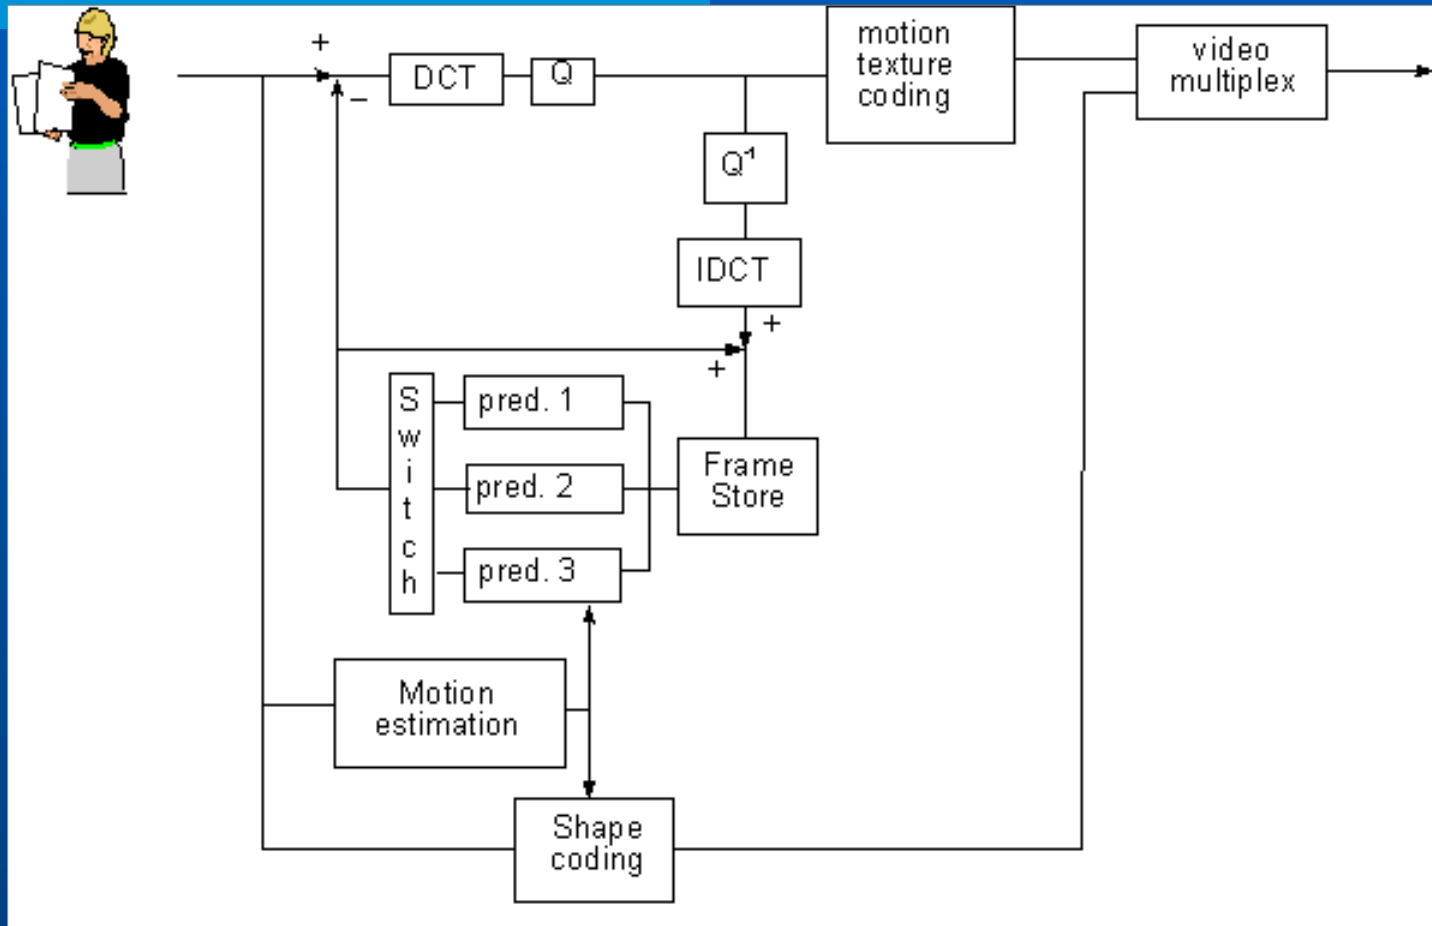 +
−
DCT
Q
motion
texture
coding
video
multiplex
Q⁻¹
IDCT
+
+
S
w
i
t
c
h
pred. 1
pred. 2
pred. 3
Frame
Store
Motion
estimation
Shape
coding